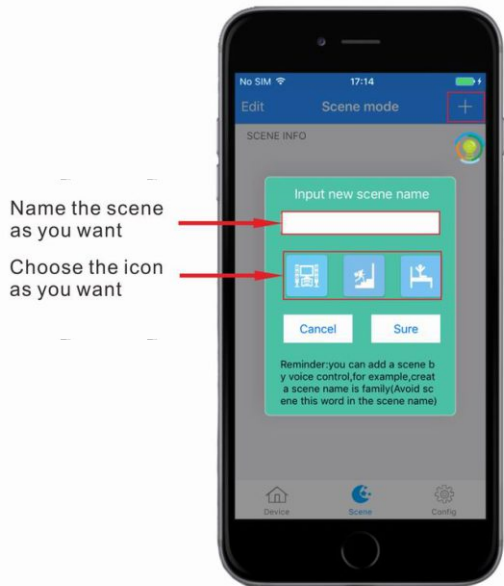 No SIM 17:14
Edit Scene mode +
SCENE INFO
Input new scene name
Name the scene
as you want
Choose the icon
as you want
Cancel Sure
Reminder:you can add a scene b
y voice control,for example,creat
a scene name is family(Avoid sc
ene this word in the scene name)
Device Scene Config